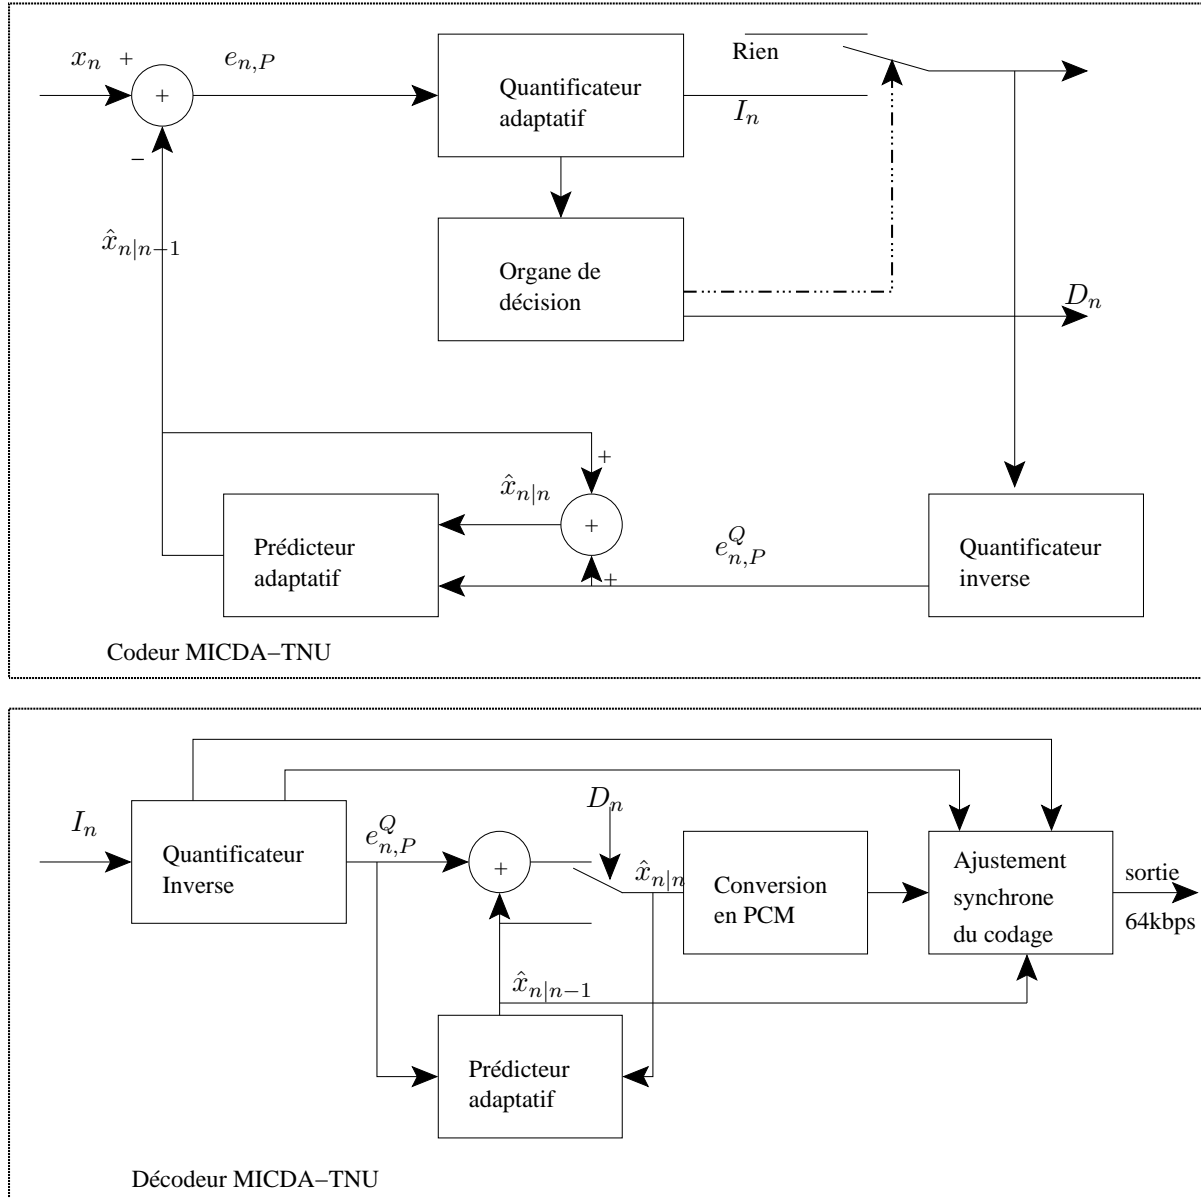 x_n + e_{n,P} Quantificateur adaptatif Rien
+ I_n
−
x̂_{n|n−1} Organe de décision D_n
+
x̂_{n|n} + e^Q_{n,P} Quantificateur inverse
Prédicteur adaptatif +
Codeur MICDA−TNU
I_n Quantificateur Inverse e^Q_{n,P} + D_n x̂_{n|n} Conversion en PCM Ajustement synchrone du codage sortie 64kbps
x̂_{n|n−1}
Prédicteur adaptatif
Décodeur MICDA−TNU